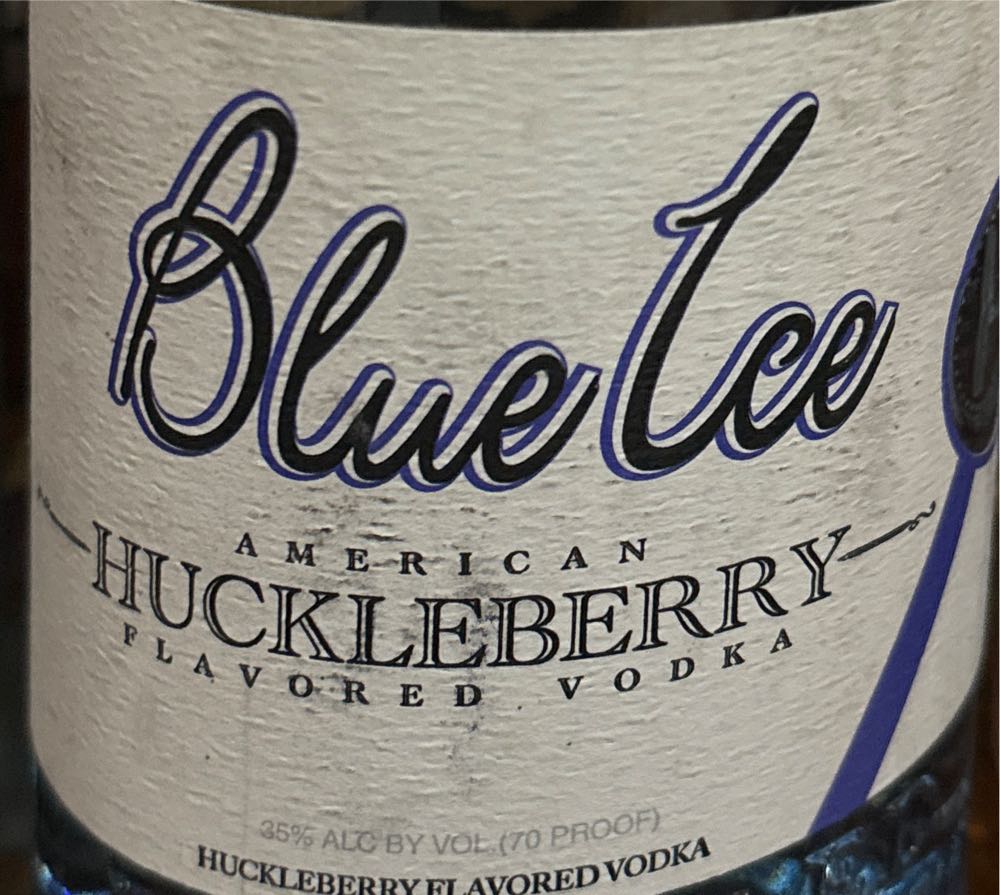 Blue Ice
AMERICAN
HUCKLEBERRY
FLAVORED VODKA
35% ALC BY VOL.(70 PROOF)
HUCKLEBERRY FLAVORED VODKA